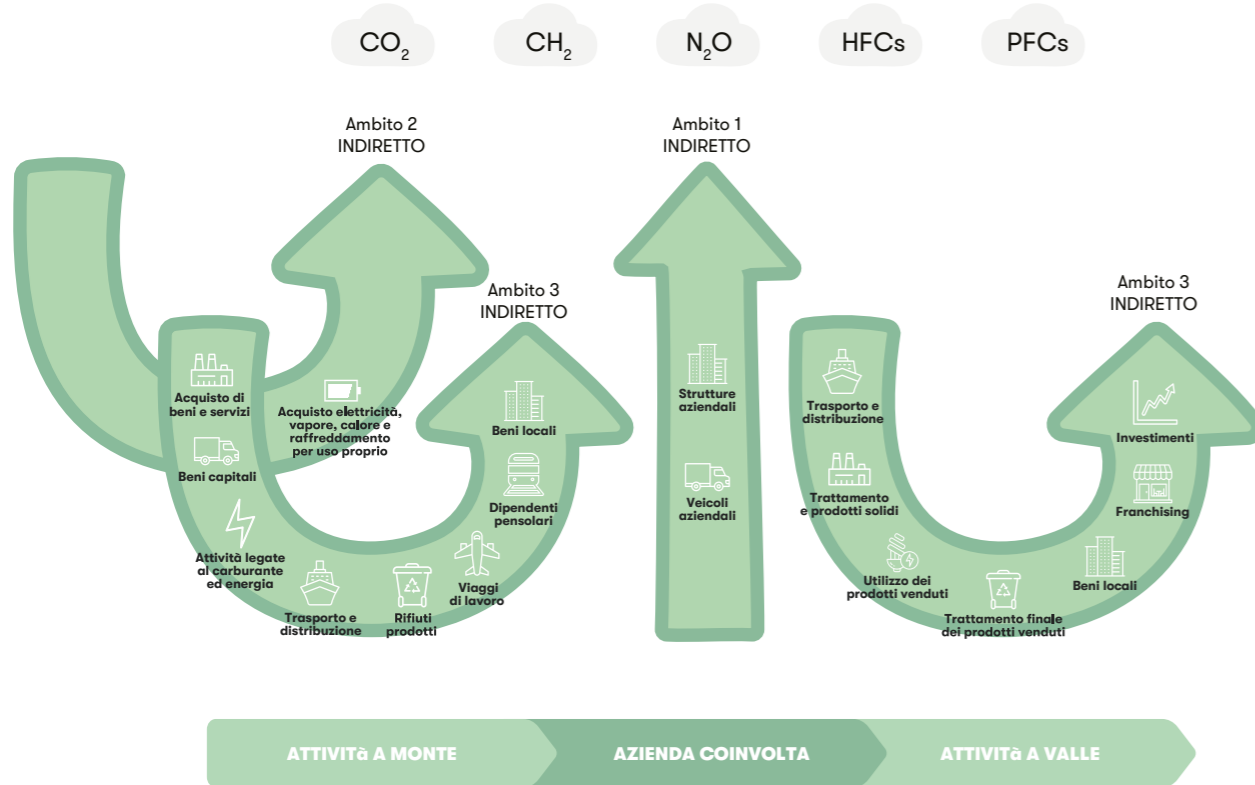 CO₂
CH₂
N₂O
HFCs
PFCs
Ambito 2
INDIRETTO
Ambito 1
INDIRETTO
Ambito 3
INDIRETTO
Ambito 3
INDIRETTO
Acquisto di
beni e servizi
Beni capitali
Attività legate
al carburante
ed energia
Trasporto e
distribuzione
Rifiuti
prodotti
Viaggi
di lavoro
Dipendenti
pensolari
Beni locali
Acquisto elettricità,
vapore, calore e
raffreddamento
per uso proprio
Strutture
aziendali
Veicoli
aziendali
Trasporto e
distribuzione
Trattamento
e prodotti solidi
Utilizzo dei
prodotti venduti
Trattamento finale
dei prodotti venduti
Beni locali
Franchising
Investimenti
ATTIVITà A MONTE
AZIENDA COINVOLTA
ATTIVITà A VALLE